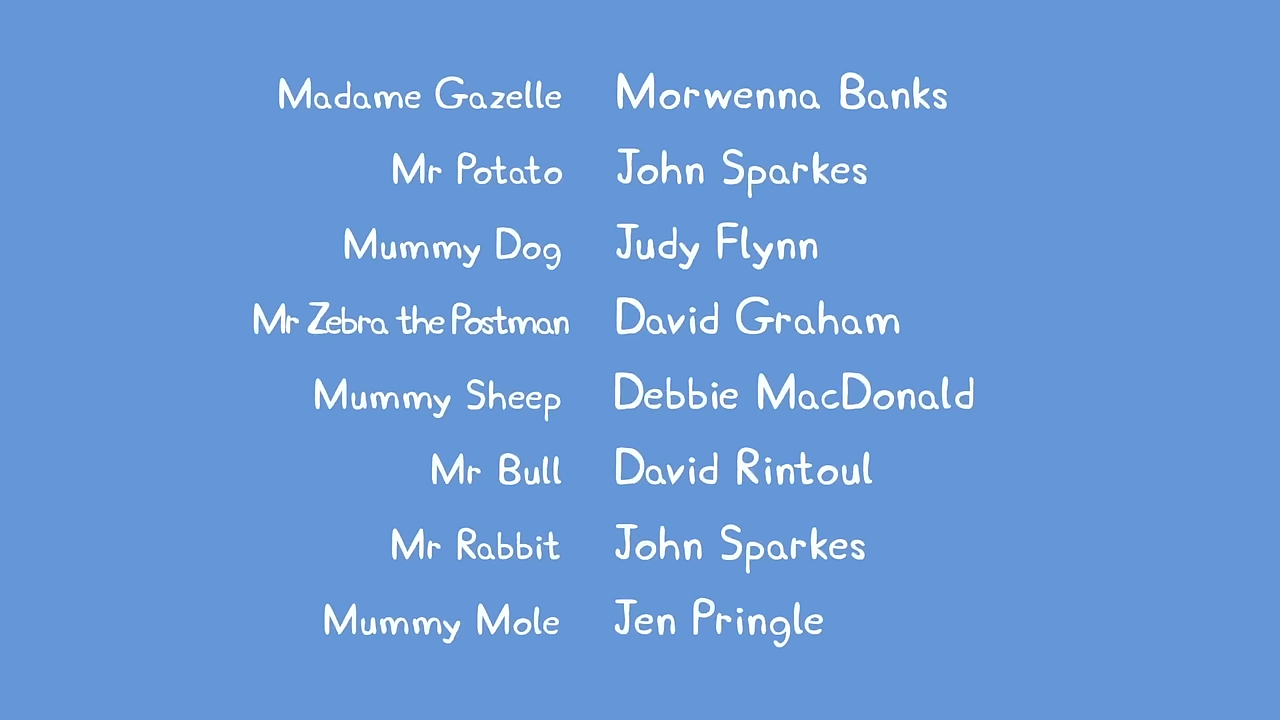 Madame Gazelle Morwenna Banks
Mr Potato John Sparkes
Mummy Dog Judy Flynn
Mr Zebra the Postman David Graham
Mummy Sheep Debbie MacDonald
Mr Bull David Rintoul
Mr Rabbit John Sparkes
Mummy Mole Jen Pringle